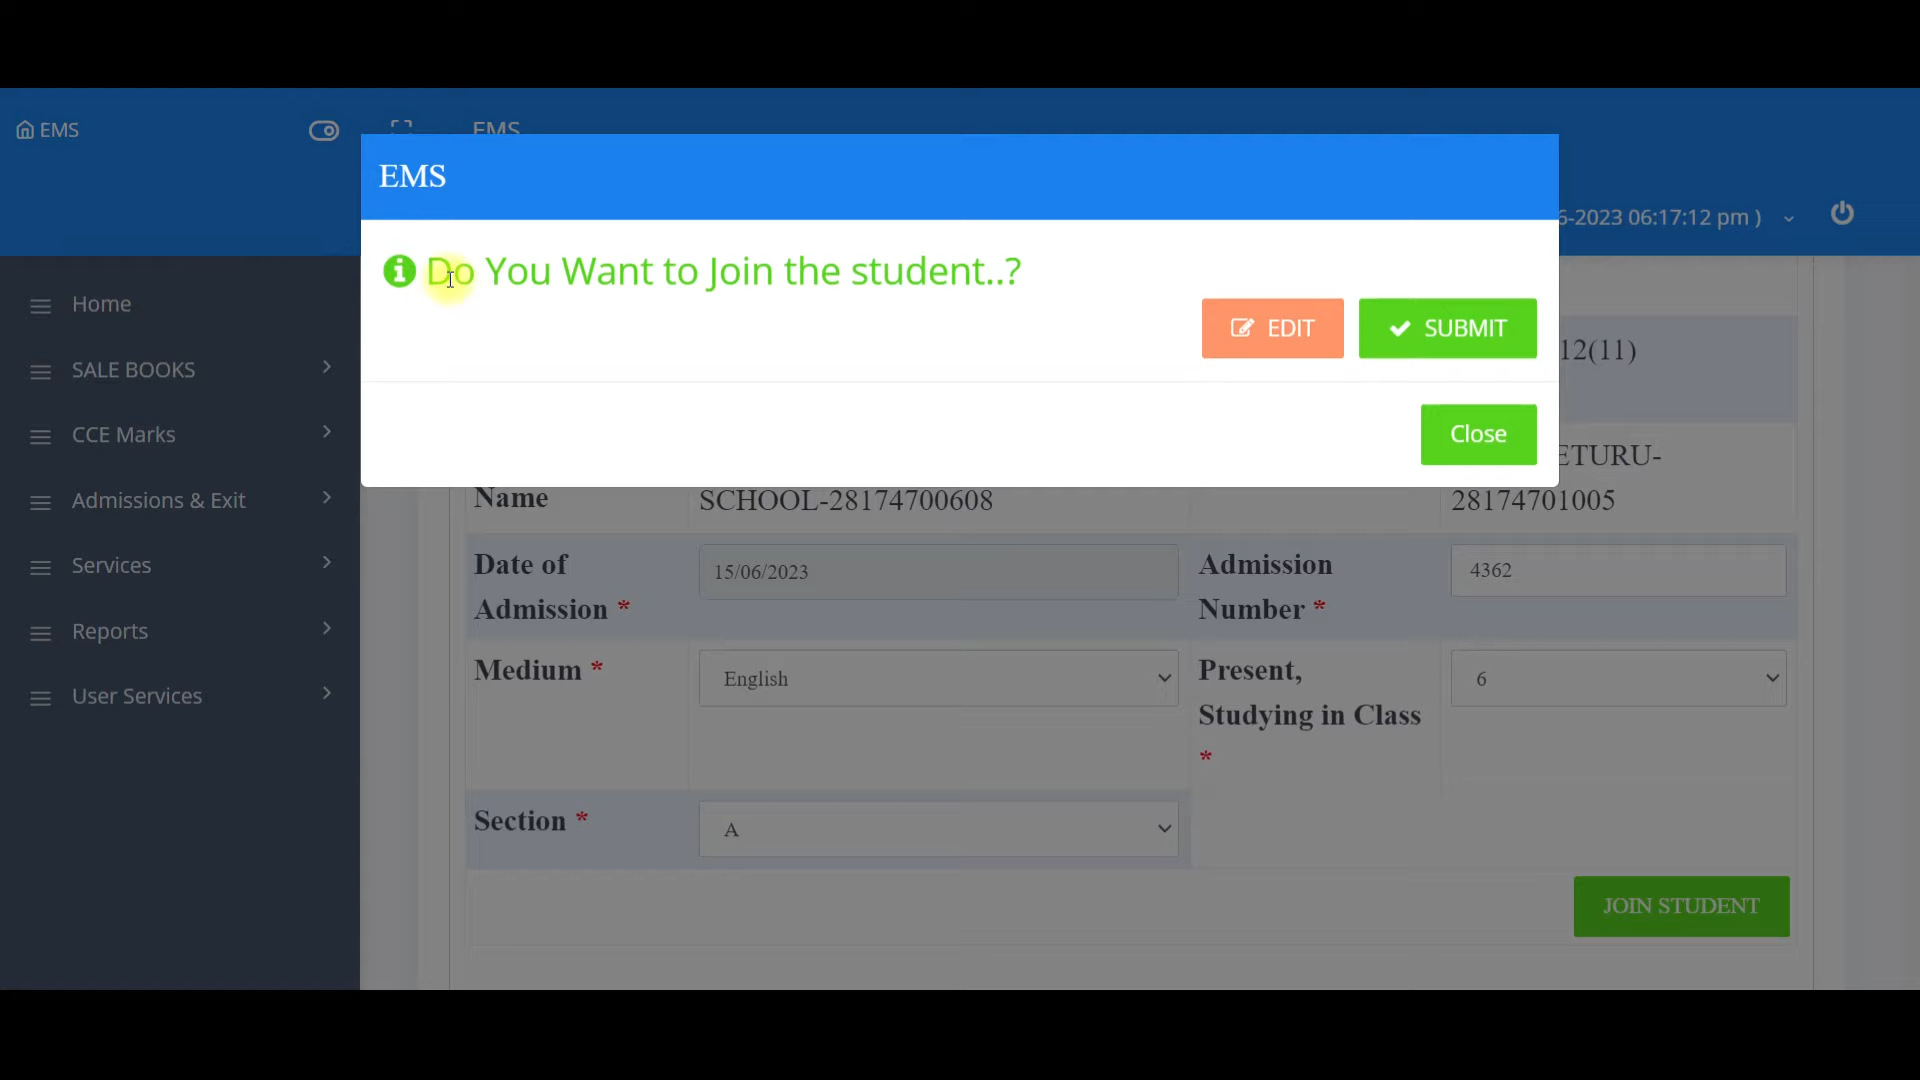 EMS
EMS
EMS
6-2023 06:17:12 pm )
Do You Want to Join the student..?
EDIT
SUBMIT
Close
Home
SALE BOOKS
CCE Marks
Admissions & Exit
Services
Reports
User Services
12(11)
ETURU-
Name
SCHOOL-28174700608
28174701005
Date of
Admission *
15/06/2023
Admission
Number *
4362
Medium *
English
Present,
Studying in Class
*
6
Section *
A
JOIN STUDENT